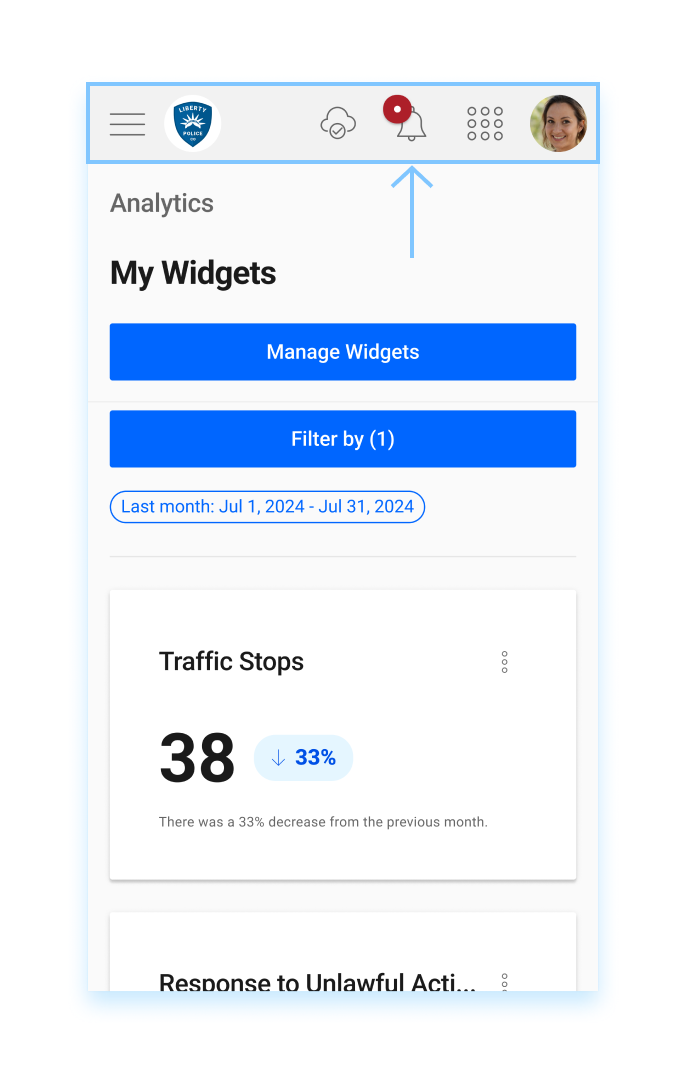 LIBERTY
POLICE
CO
Analytics
My Widgets
Manage Widgets
Filter by (1)
Last month: Jul 1, 2024 - Jul 31, 2024
Traffic Stops
38
33%
There was a 33% decrease from the previous month.
Response to Unlawful Acti...